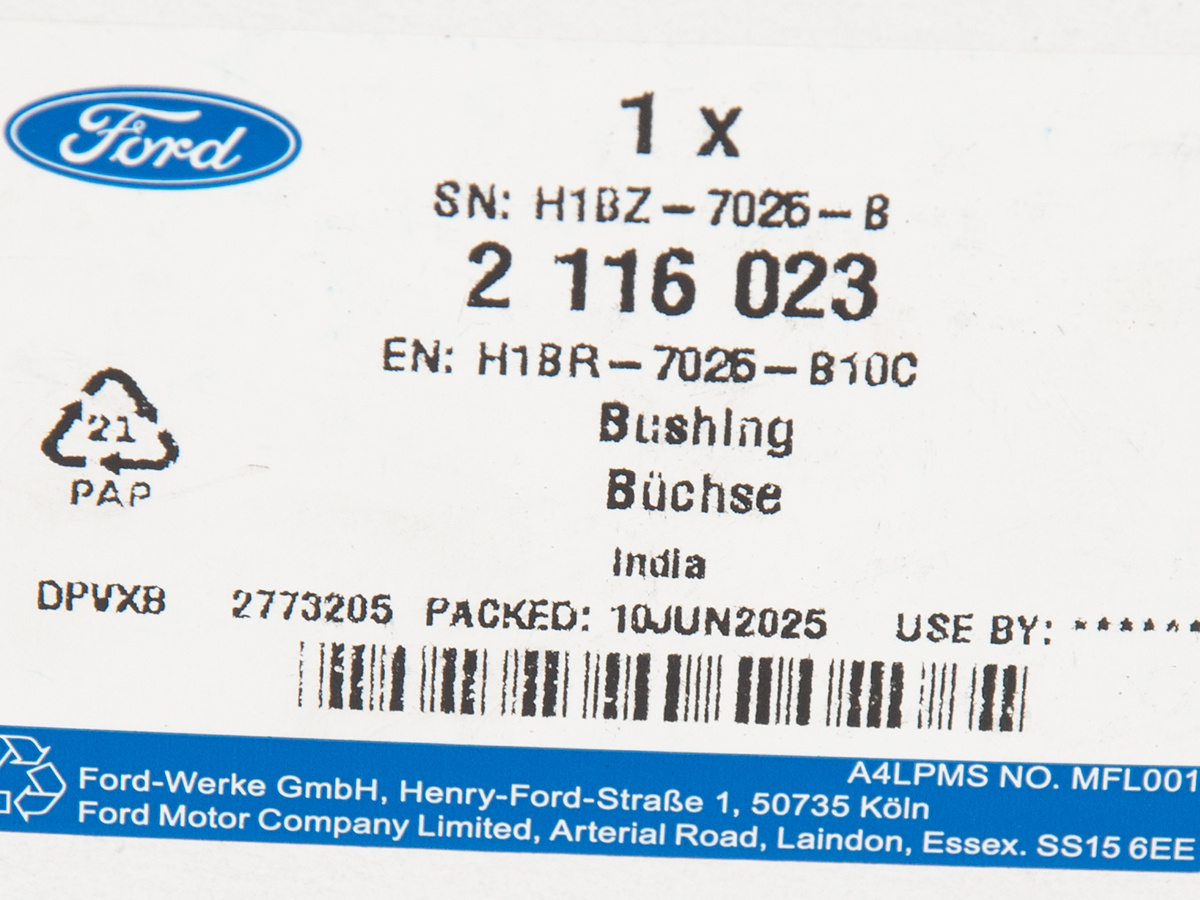 Ford
1 x
SN: H1BZ-7026-B
2 116 023
EN: H1BR-7026-B10C
Bushing
Büchse
India
21
PAP
DPVXB 2773205 PACKED: 10JUN2025 USE BY: ******
A4LPMS NO. MFL001
Ford-Werke GmbH, Henry-Ford-Straße 1, 50735 Köln
Ford Motor Company Limited, Arterial Road, Laindon, Essex. SS15 6EE